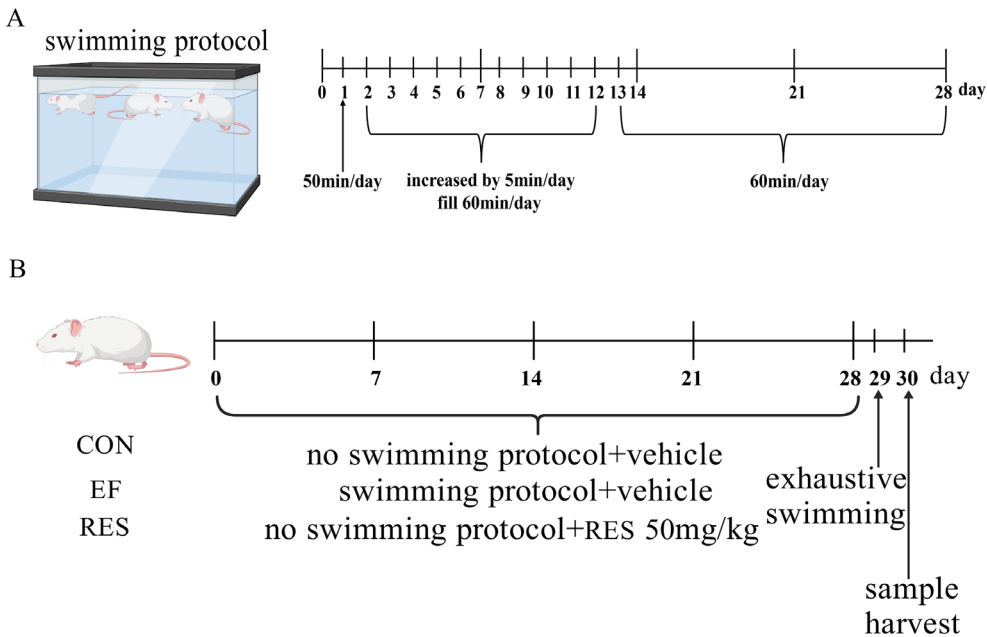 A
swimming protocol
0 1 2 3 4 5 6 7 8 9 10 11 12 13 14 21 28 day
50min/day
increased by 5min/day
fill 60min/day
60min/day
B
0 7 14 21 28 29 30 day
CON
no swimming protocol+vehicle
EF
swimming protocol+vehicle
RES
no swimming protocol+RES 50mg/kg
exhaustive
swimming
sample
harvest